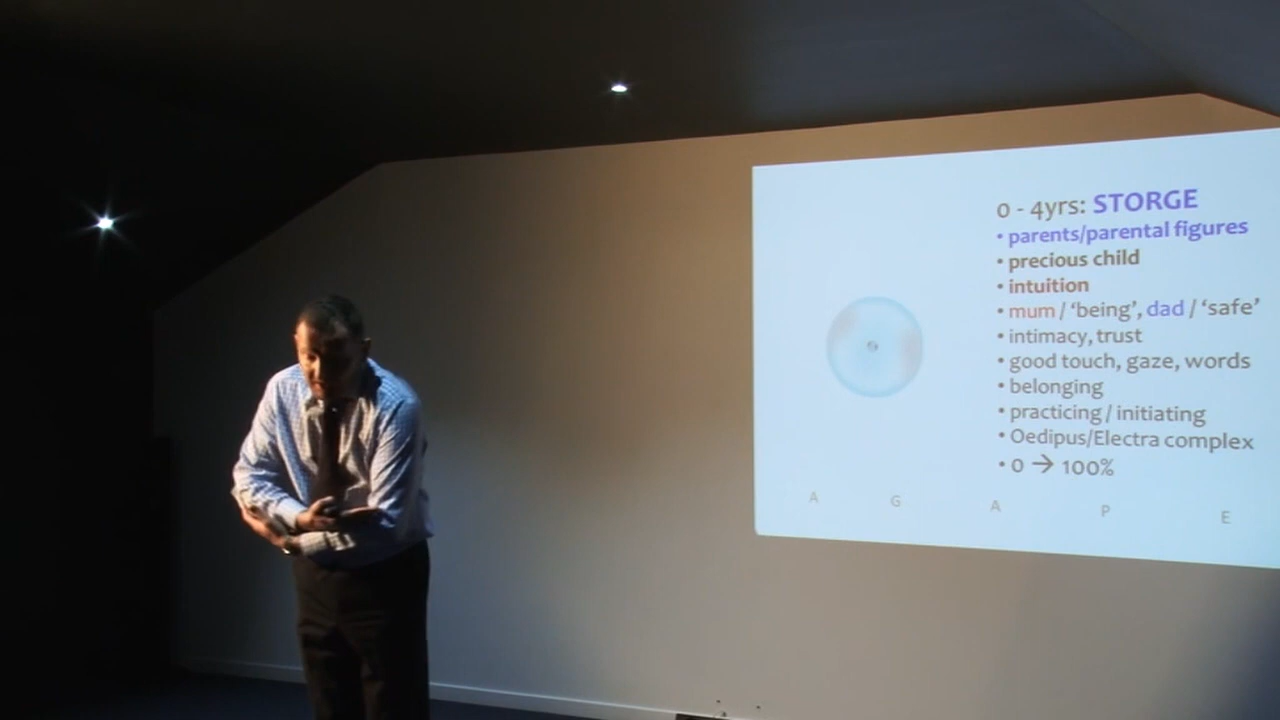 0 - 4yrs: STORGE
• parents/parental figures
• precious child
• intuition
• mum / ‘being’, dad / ‘safe’
• intimacy, trust
• good touch, gaze, words
• belonging
• practicing / initiating
• Oedipus/Electra complex
• 0 → 100%
A G A P E